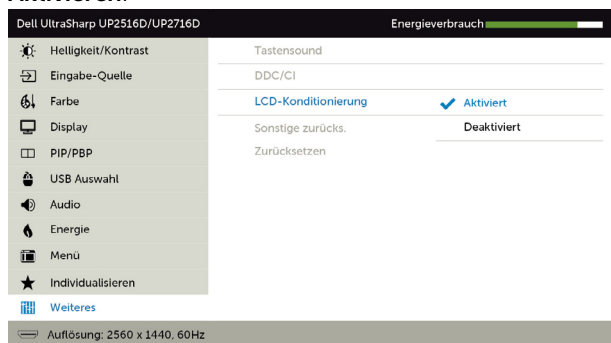 Dell UltraSharp UP2516D/UP2716D
Energieverbrauch
Helligkeit/Kontrast
Eingabe-Quelle
Farbe
Display
PIP/PBP
USB Auswahl
Audio
Energie
Menü
Individualisieren
Weiteres
Tastensound
DDC/CI
LCD-Konditionierung
Aktiviert
Deaktiviert
Sonstige zurücks.
Zurücksetzen
Auflösung: 2560 x 1440, 60Hz